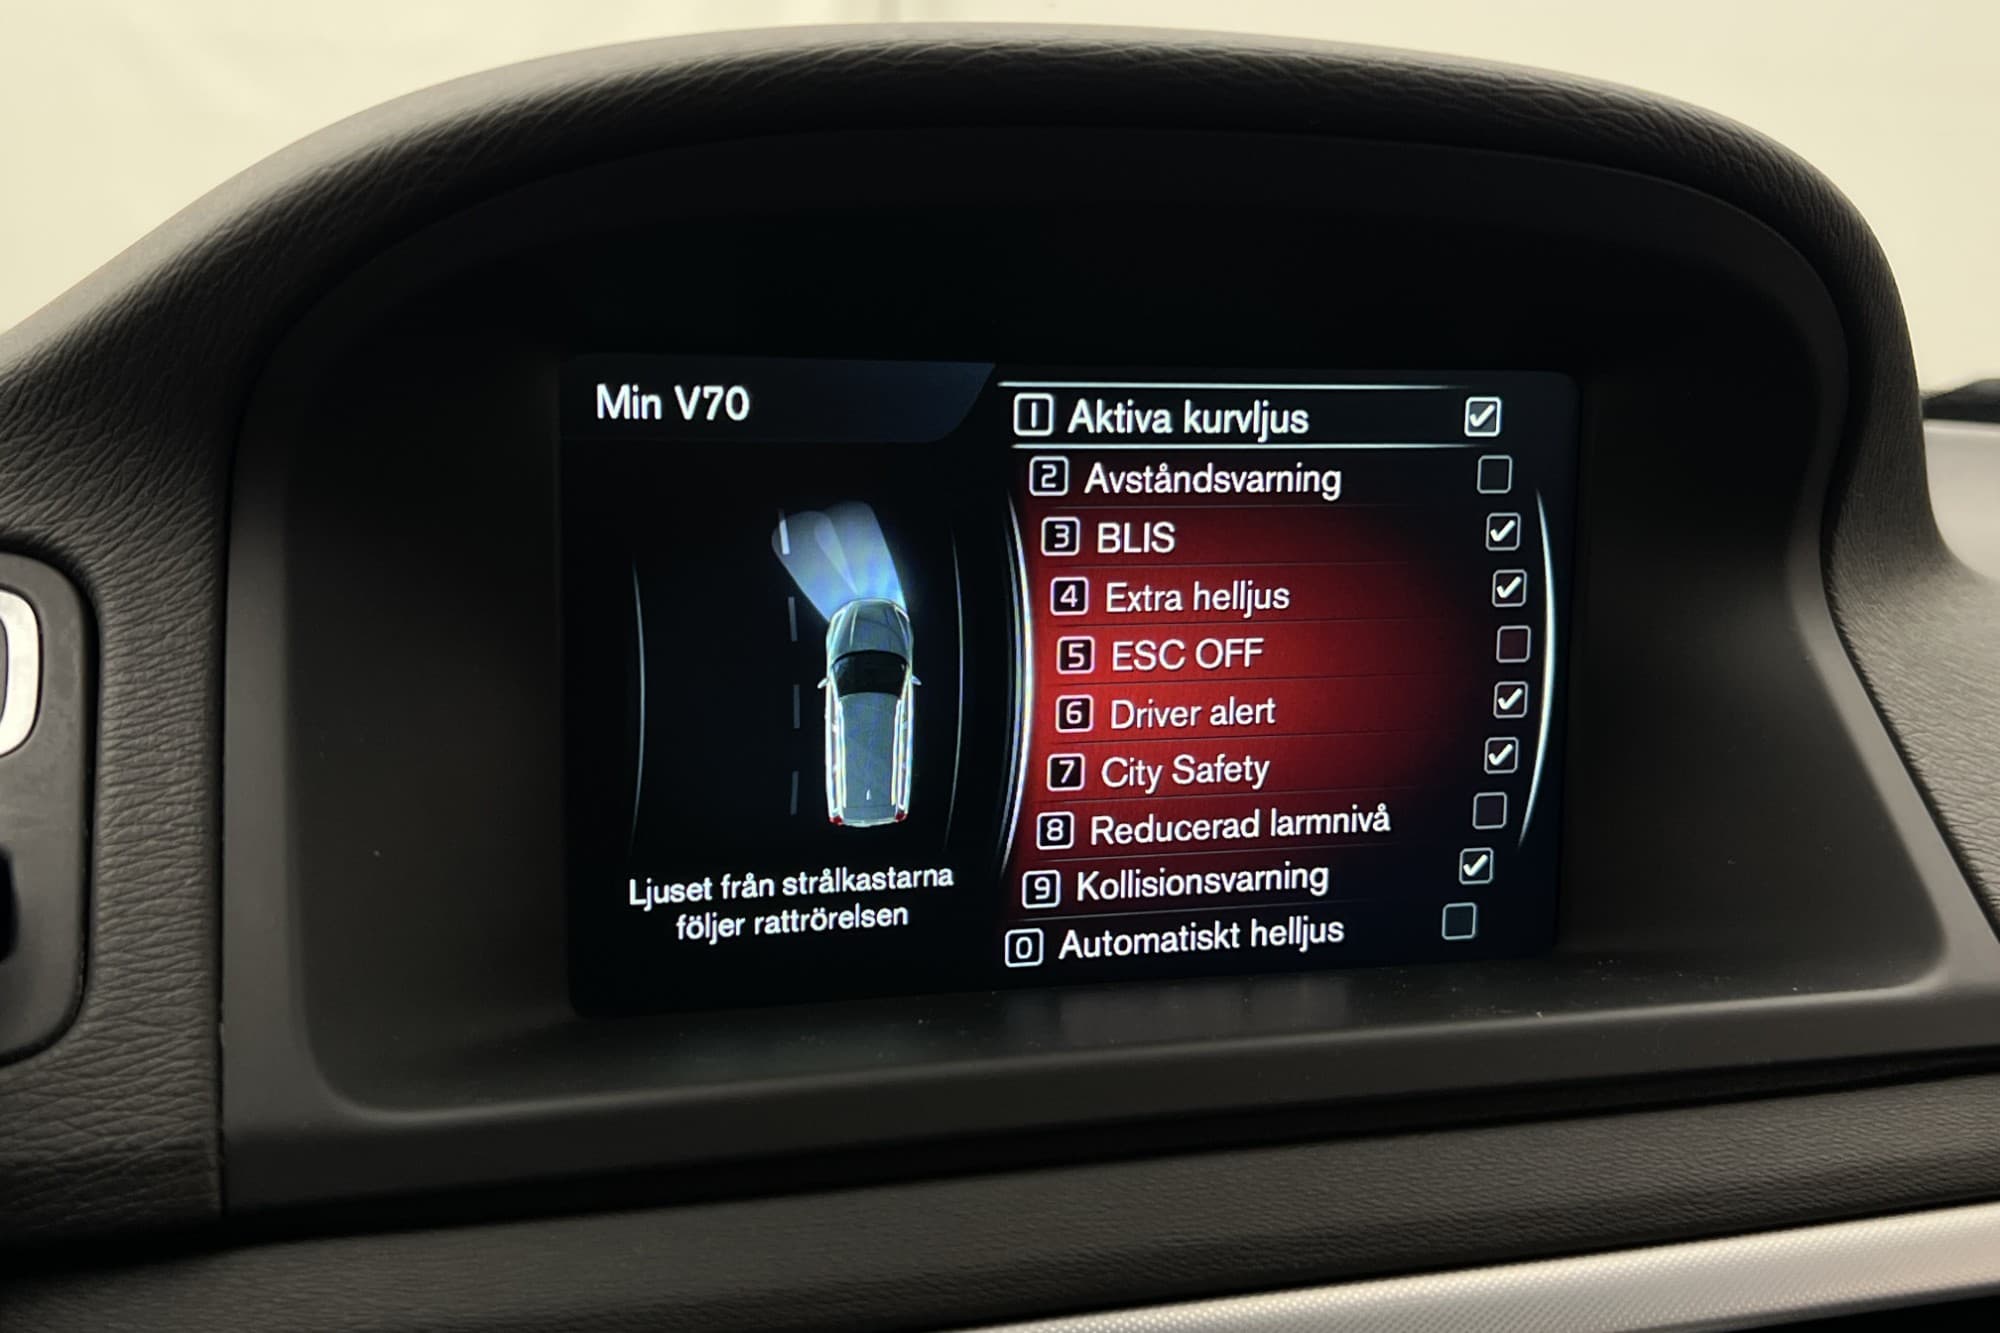 Min V70
1 Aktiva kurvljus
2 Avståndsvarning
3 BLIS
4 Extra helljus
5 ESC OFF
6 Driver alert
7 City Safety
8 Reducerad larmnivå
9 Kollisionsvarning
0 Automatiskt helljus
Ljuset från strålkastarna
följer rattrörelsen